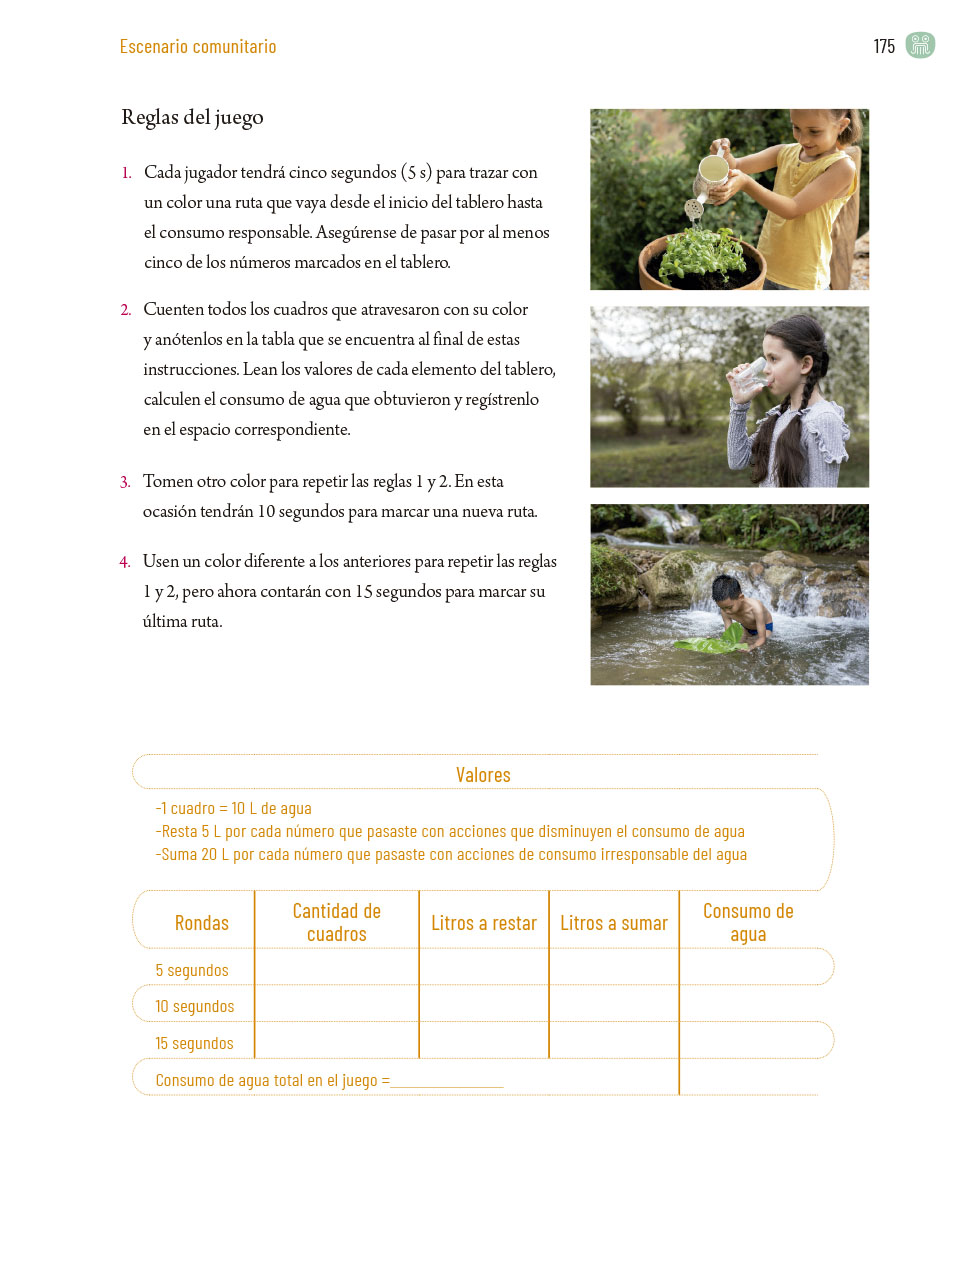 Escenario comunitario
175
Reglas del juego
1. Cada jugador tendrá cinco segundos (5 s) para trazar con
un color una ruta que vaya desde el inicio del tablero hasta
el consumo responsable. Asegúrense de pasar por al menos
cinco de los números marcados en el tablero.
2. Cuenten todos los cuadros que atravesaron con su color
y anótenlos en la tabla que se encuentra al final de estas
instrucciones. Lean los valores de cada elemento del tablero,
calculen el consumo de agua que obtuvieron y regístrenlo
en el espacio correspondiente.
3. Tomen otro color para repetir las reglas 1 y 2. En esta
ocasión tendrán 10 segundos para marcar una nueva ruta.
4. Usen un color diferente a los anteriores para repetir las reglas
1 y 2, pero ahora contarán con 15 segundos para marcar su
última ruta.
Valores
-1 cuadro = 10 L de agua
-Resta 5 L por cada número que pasaste con acciones que disminuyen el consumo de agua
-Suma 20 L por cada número que pasaste con acciones de consumo irresponsable del agua
Rondas
Cantidad de
cuadros
Litros a restar
Litros a sumar
Consumo de
agua
5 segundos
10 segundos
15 segundos
Consumo de agua total en el juego =____________